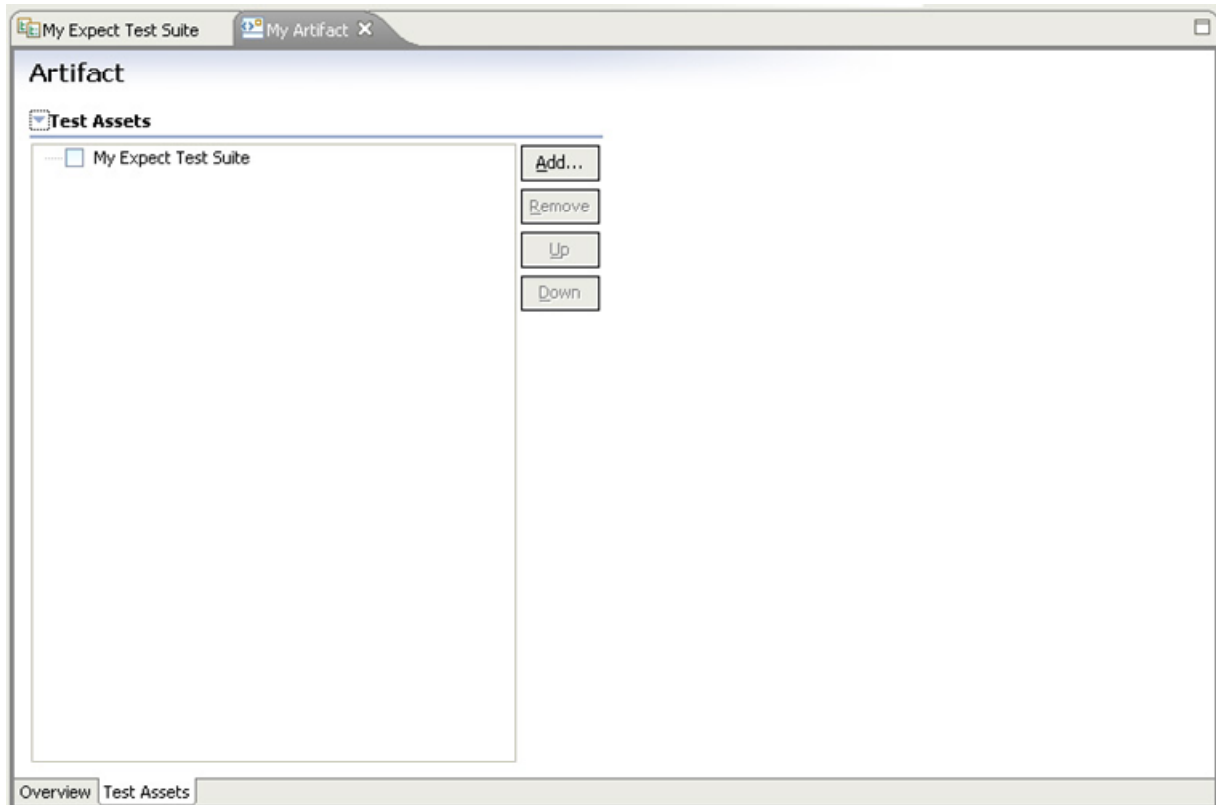 My Expect Test Suite
My Artifact
Artifact
Test Assets
My Expect Test Suite
Add...
Remove
Up
Down
Overview
Test Assets